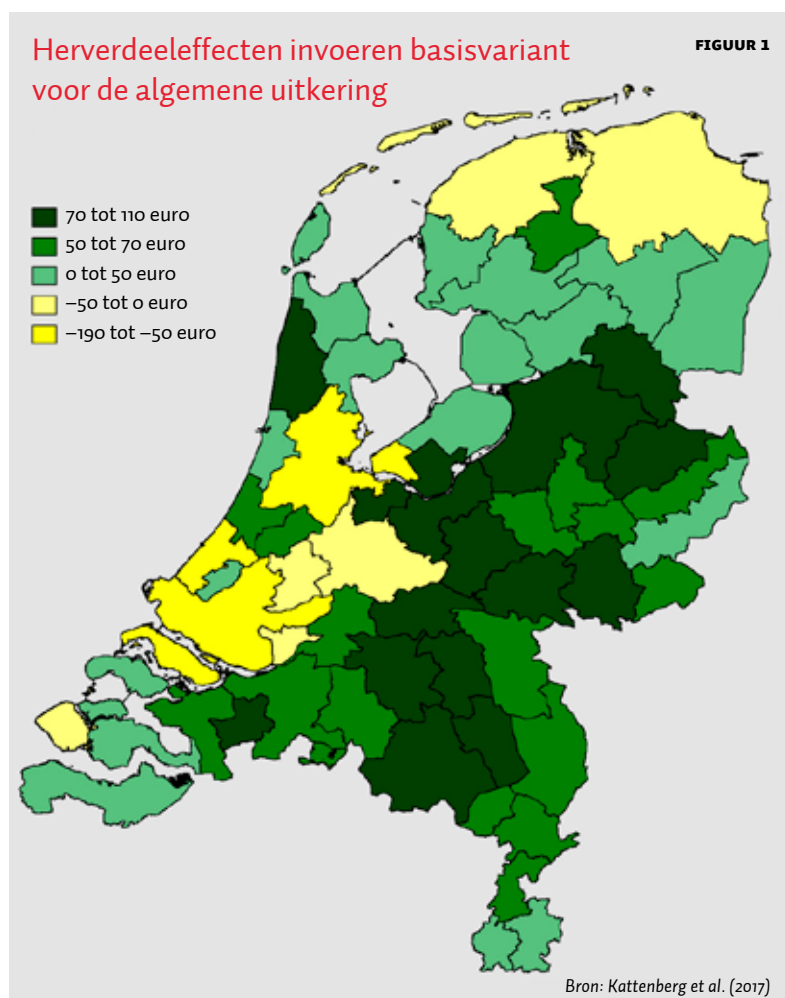 Herverdeeleffecten invoeren basisvariant
voor de algemene uitkering
FIGUUR 1
70 tot 110 euro
50 tot 70 euro
0 tot 50 euro
–50 tot 0 euro
–190 tot –50 euro
Bron: Kattenberg et al. (2017)